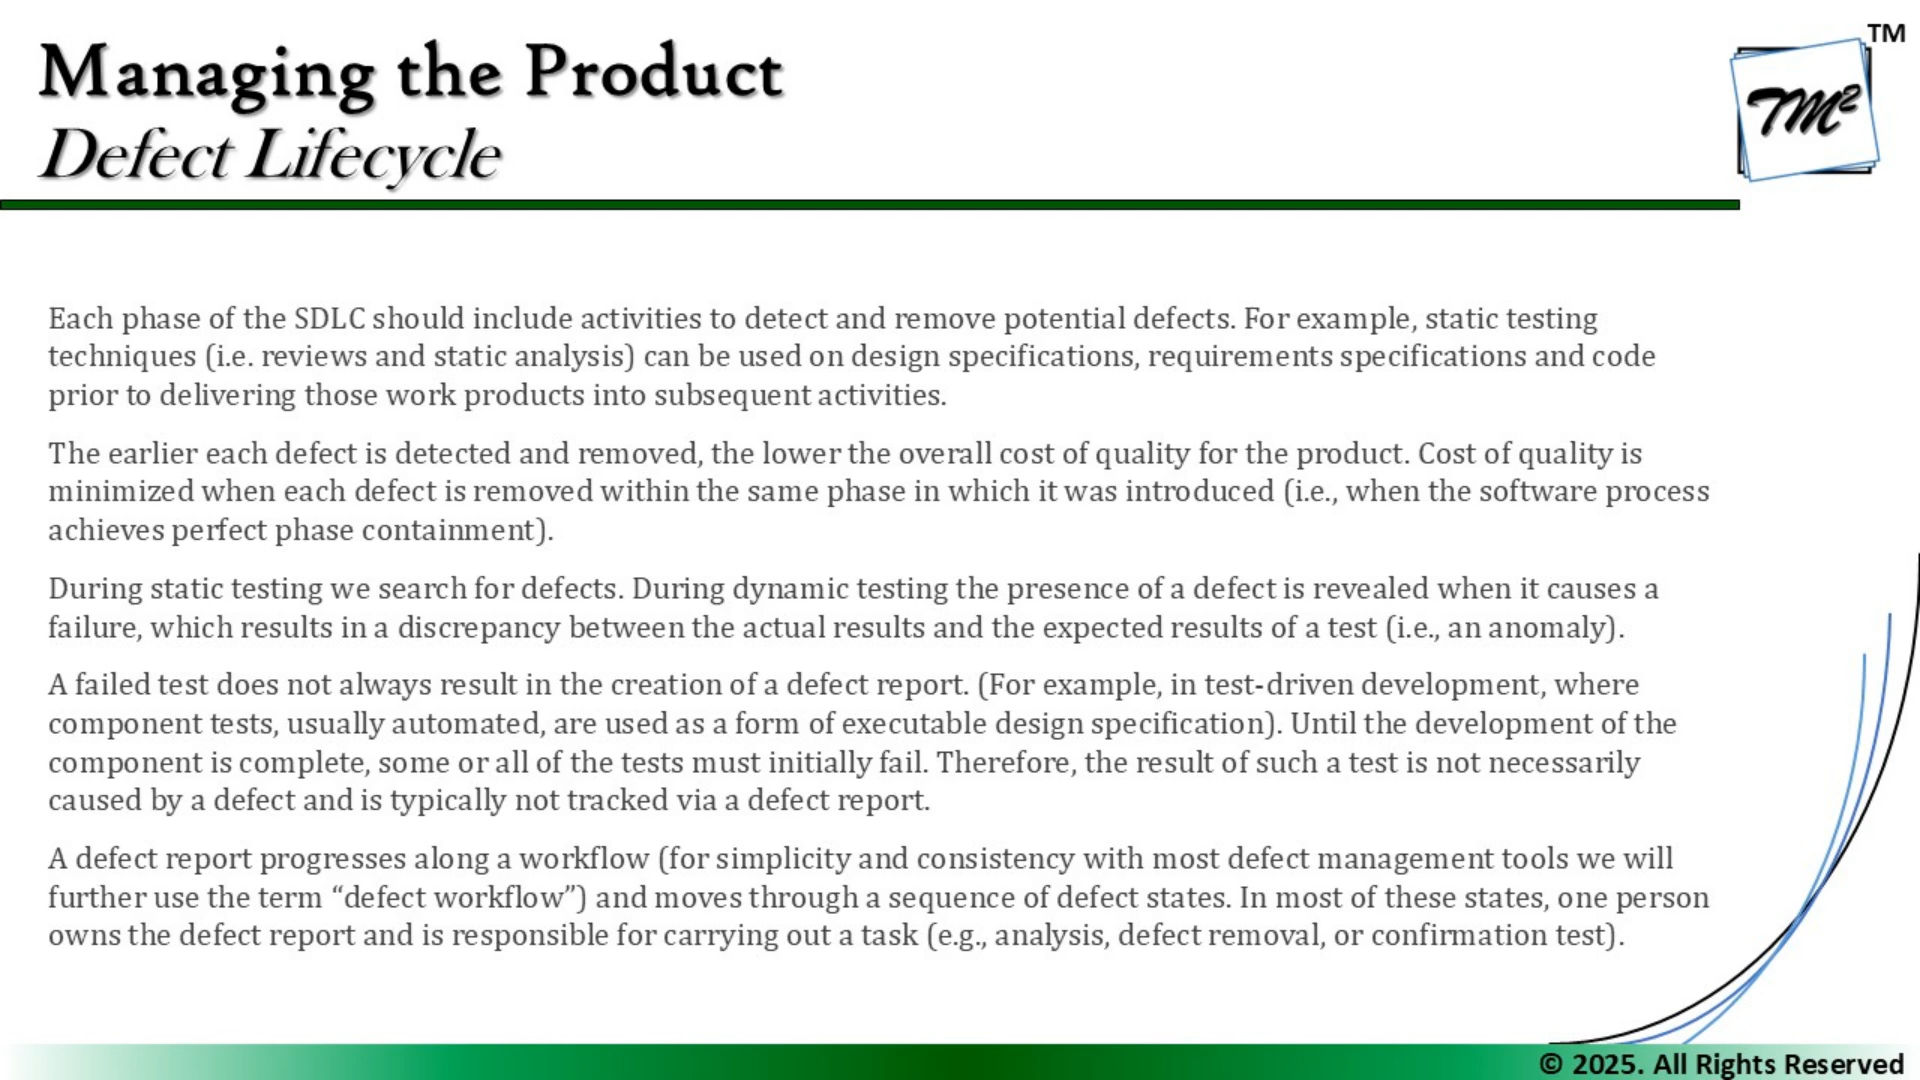 Managing the Product
Defect Lifecycle
TM
TM²
Each phase of the SDLC should include activities to detect and remove potential defects. For example, static testing
techniques (i.e. reviews and static analysis) can be used on design specifications, requirements specifications and code
prior to delivering those work products into subsequent activities.
The earlier each defect is detected and removed, the lower the overall cost of quality for the product. Cost of quality is
minimized when each defect is removed within the same phase in which it was introduced (i.e., when the software process
achieves perfect phase containment).
During static testing we search for defects. During dynamic testing the presence of a defect is revealed when it causes a
failure, which results in a discrepancy between the actual results and the expected results of a test (i.e., an anomaly).
A failed test does not always result in the creation of a defect report. (For example, in test-driven development, where
component tests, usually automated, are used as a form of executable design specification). Until the development of the
component is complete, some or all of the tests must initially fail. Therefore, the result of such a test is not necessarily
caused by a defect and is typically not tracked via a defect report.
A defect report progresses along a workflow (for simplicity and consistency with most defect management tools we will
further use the term “defect workflow”) and moves through a sequence of defect states. In most of these states, one person
owns the defect report and is responsible for carrying out a task (e.g., analysis, defect removal, or confirmation test).
© 2025. All Rights Reserved